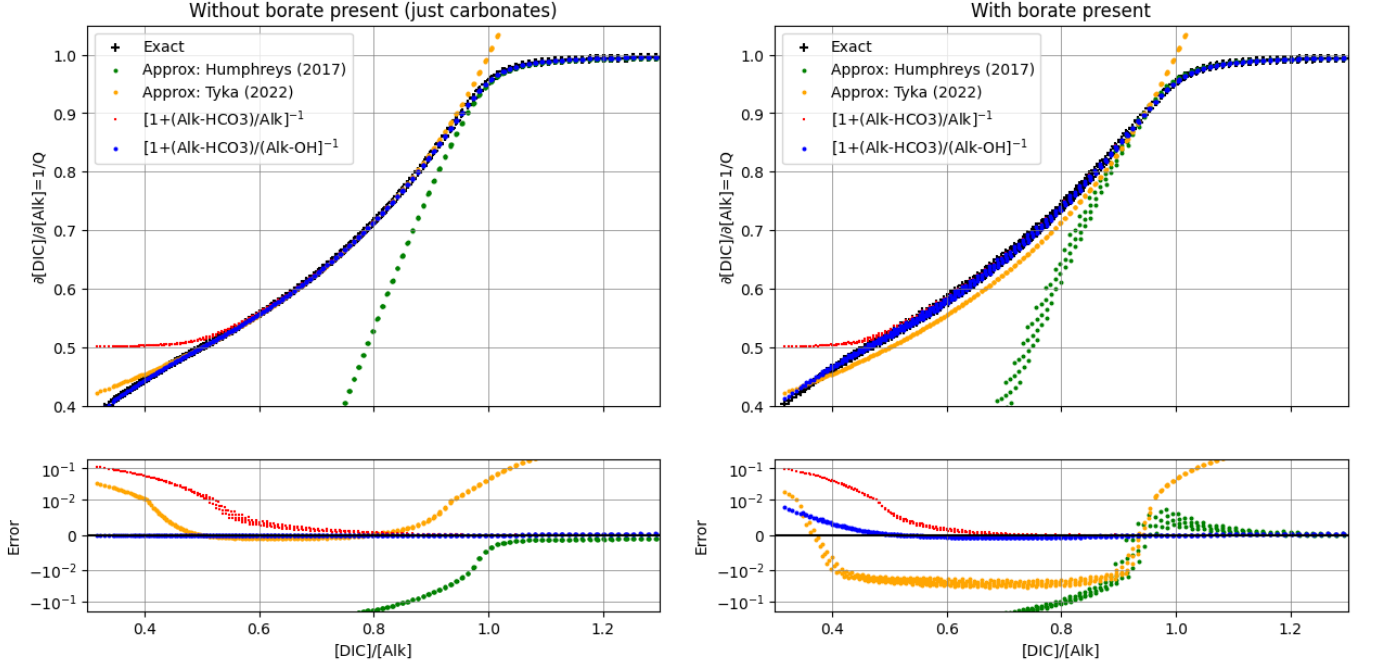 Without borate present (just carbonates)
Exact
Approx: Humphreys (2017)
Approx: Tyka (2022)
[1+(Alk-HCO3)/Alk]⁻¹
[1+(Alk-HCO3)/(Alk-OH]⁻¹
∂[DIC]/∂[Alk]=1/Q
1.0
0.9
0.8
0.7
0.6
0.5
0.4
Error
10⁻¹
10⁻²
0
−10⁻²
−10⁻¹
0.4 0.6 0.8 1.0 1.2
[DIC]/[Alk]
With borate present
Exact
Approx: Humphreys (2017)
Approx: Tyka (2022)
[1+(Alk-HCO3)/Alk]⁻¹
[1+(Alk-HCO3)/(Alk-OH]⁻¹
∂[DIC]/∂[Alk]=1/Q
1.0
0.9
0.8
0.7
0.6
0.5
0.4
Error
10⁻¹
10⁻²
0
−10⁻²
−10⁻¹
0.4 0.6 0.8 1.0 1.2
[DIC]/[Alk]